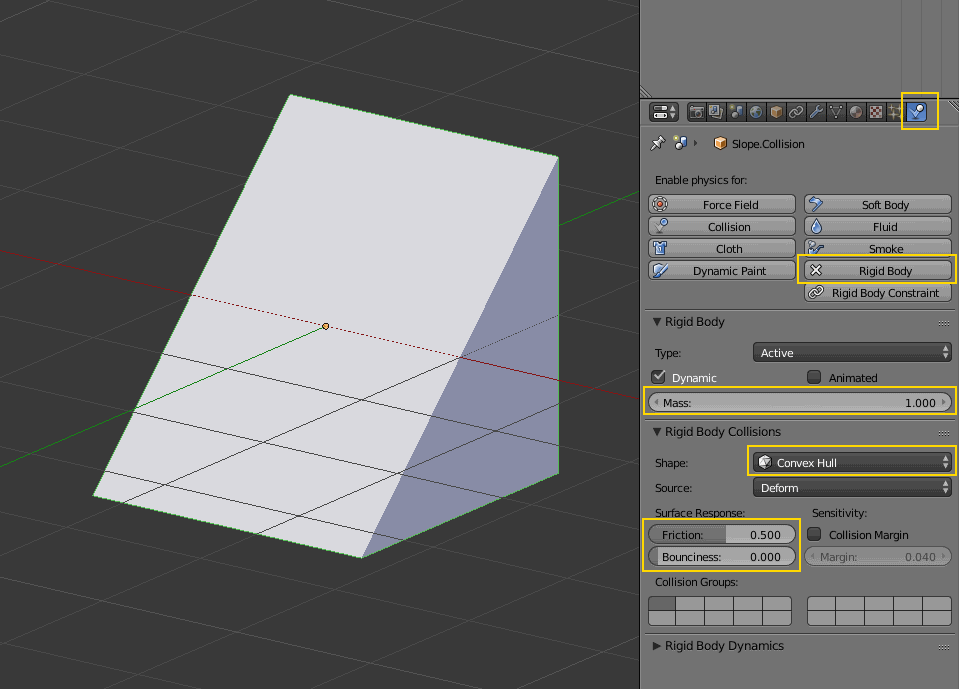 Slope.Collision
Enable physics for:
Force Field
Soft Body
Collision
Fluid
Cloth
Smoke
Dynamic Paint
Rigid Body
Rigid Body Constraint
Rigid Body
Type:
Active
Dynamic
Animated
Mass: 1.000
Rigid Body Collisions
Shape:
Convex Hull
Source:
Deform
Surface Response:
Sensitivity:
Friction: 0.500
Collision Margin
Bounciness: 0.000
Margin: 0.040
Collision Groups:
Rigid Body Dynamics